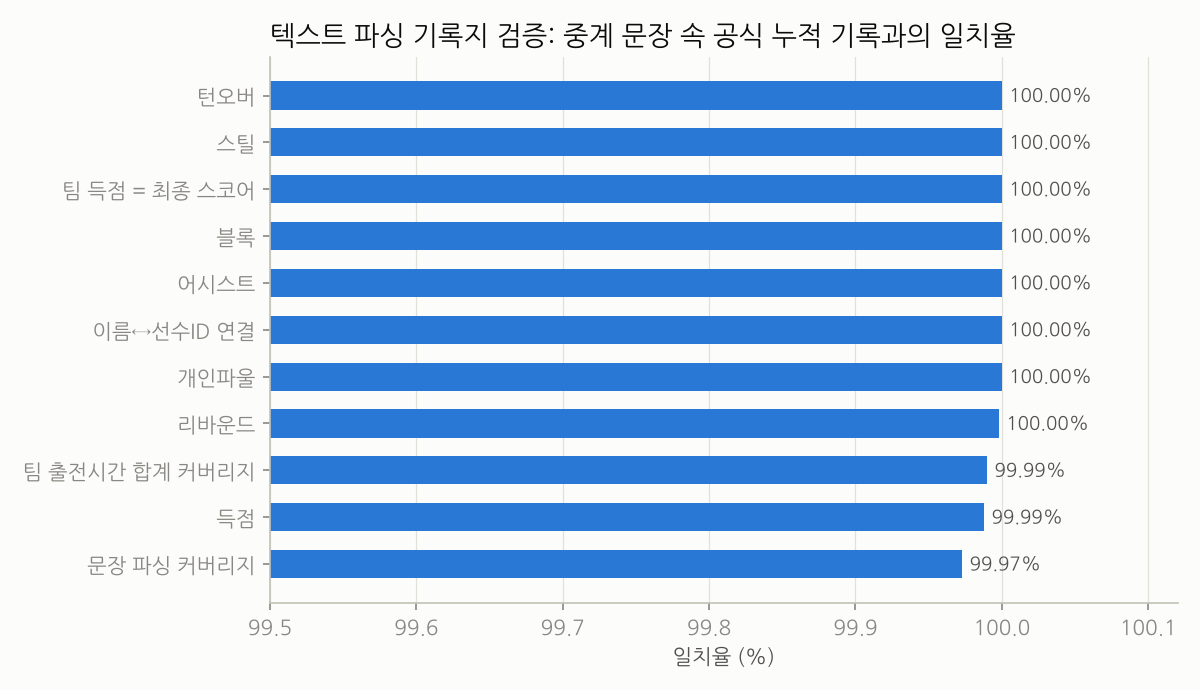 텍스트 파싱 기록지 검증: 중계 문장 속 공식 누적 기록과의 일치율
턴오버 100.00%
스틸 100.00%
팀 득점 = 최종 스코어 100.00%
블록 100.00%
어시스트 100.00%
이름↔선수ID 연결 100.00%
개인파울 100.00%
리바운드 100.00%
팀 출전시간 합계 커버리지 99.99%
득점 99.99%
문장 파싱 커버리지 99.97%
99.5 99.6 99.7 99.8 99.9 100.0 100.1
일치율 (%)